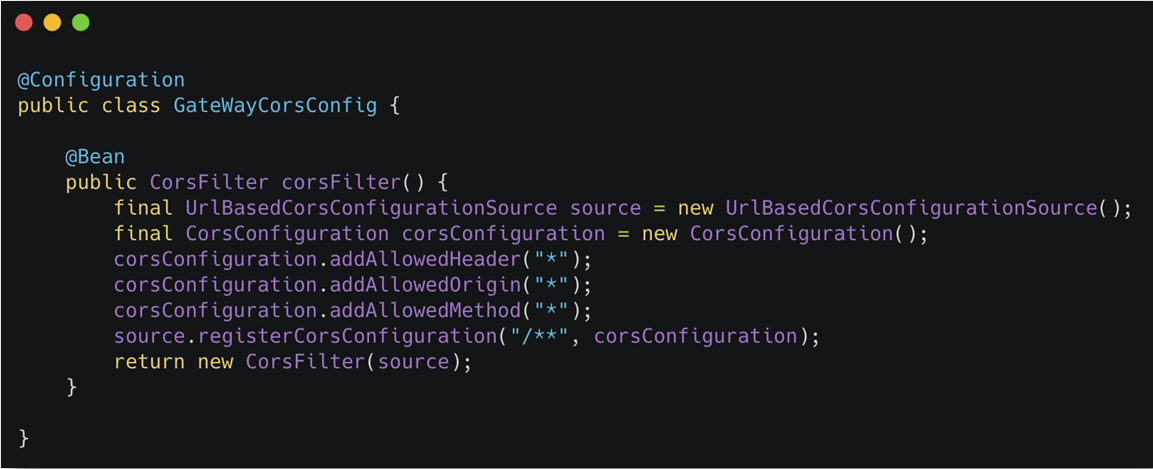 @Configuration
public class GateWayCorsConfig {
@Bean
public CorsFilter corsFilter() {
final UrlBasedCorsConfigurationSource source = new UrlBasedCorsConfigurationSource();
final CorsConfiguration corsConfiguration = new CorsConfiguration();
corsConfiguration.addAllowedHeader("*");
corsConfiguration.addAllowedOrigin("*");
corsConfiguration.addAllowedMethod("*");
source.registerCorsConfiguration("/**", corsConfiguration);
return new CorsFilter(source);
}
}